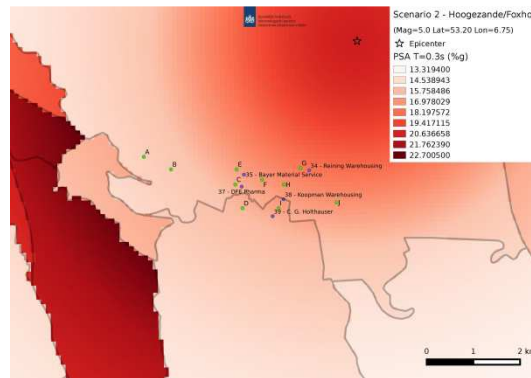 Scenario 2 - Hoogezande/Foxho
(Mag=5.0 Lat=53.20 Lon=6.75)
Epicenter
PSA T=0.3s (%g)
13.319400
14.538943
15.758486
16.978029
18.197572
19.417115
20.636658
21.762390
22.700500
A
B
E
G
34 - Reining Warehousing
35 - Bayer Material Service
C
F
H
37 - DFE Pharma
38 - Koopman Warehousing
D
I
J
39 - C. G. Holthauser
0 1 2 km